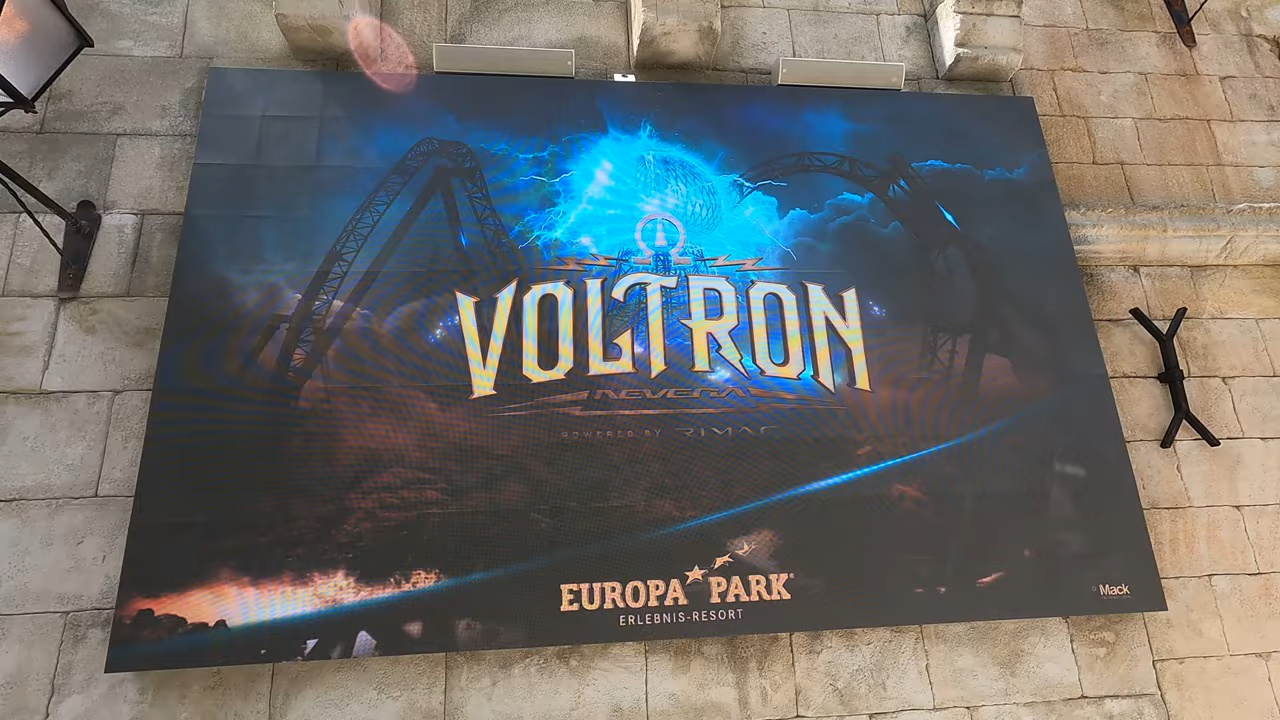 VOLTRON
NEVERA
POWERED BY RIMAC
EUROPA PARK®
ERLEBNIS-RESORT
Mack